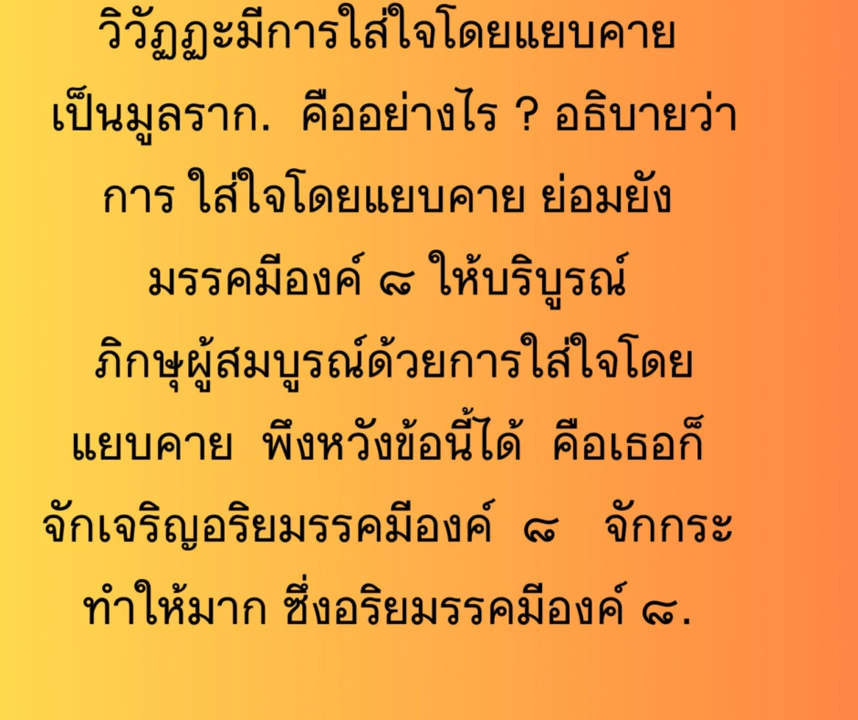 วิวัฏฏะมีการใส่ใจโดยแยบคาย
เป็นมูลราก. คืออย่างไร ? อธิบายว่า
การ ใส่ใจโดยแยบคาย ย่อมยัง
มรรคมีองค์ ๘ ให้บริบูรณ์
ภิกษุผู้สมบูรณ์ด้วยการใส่ใจโดย
แยบคาย พึงหวังข้อนี้ได้ คือเธอก็
จักเจริญอริยมรรคมีองค์ ๘ จักกระ
ทำให้มาก ซึ่งอริยมรรคมีองค์ ๘.